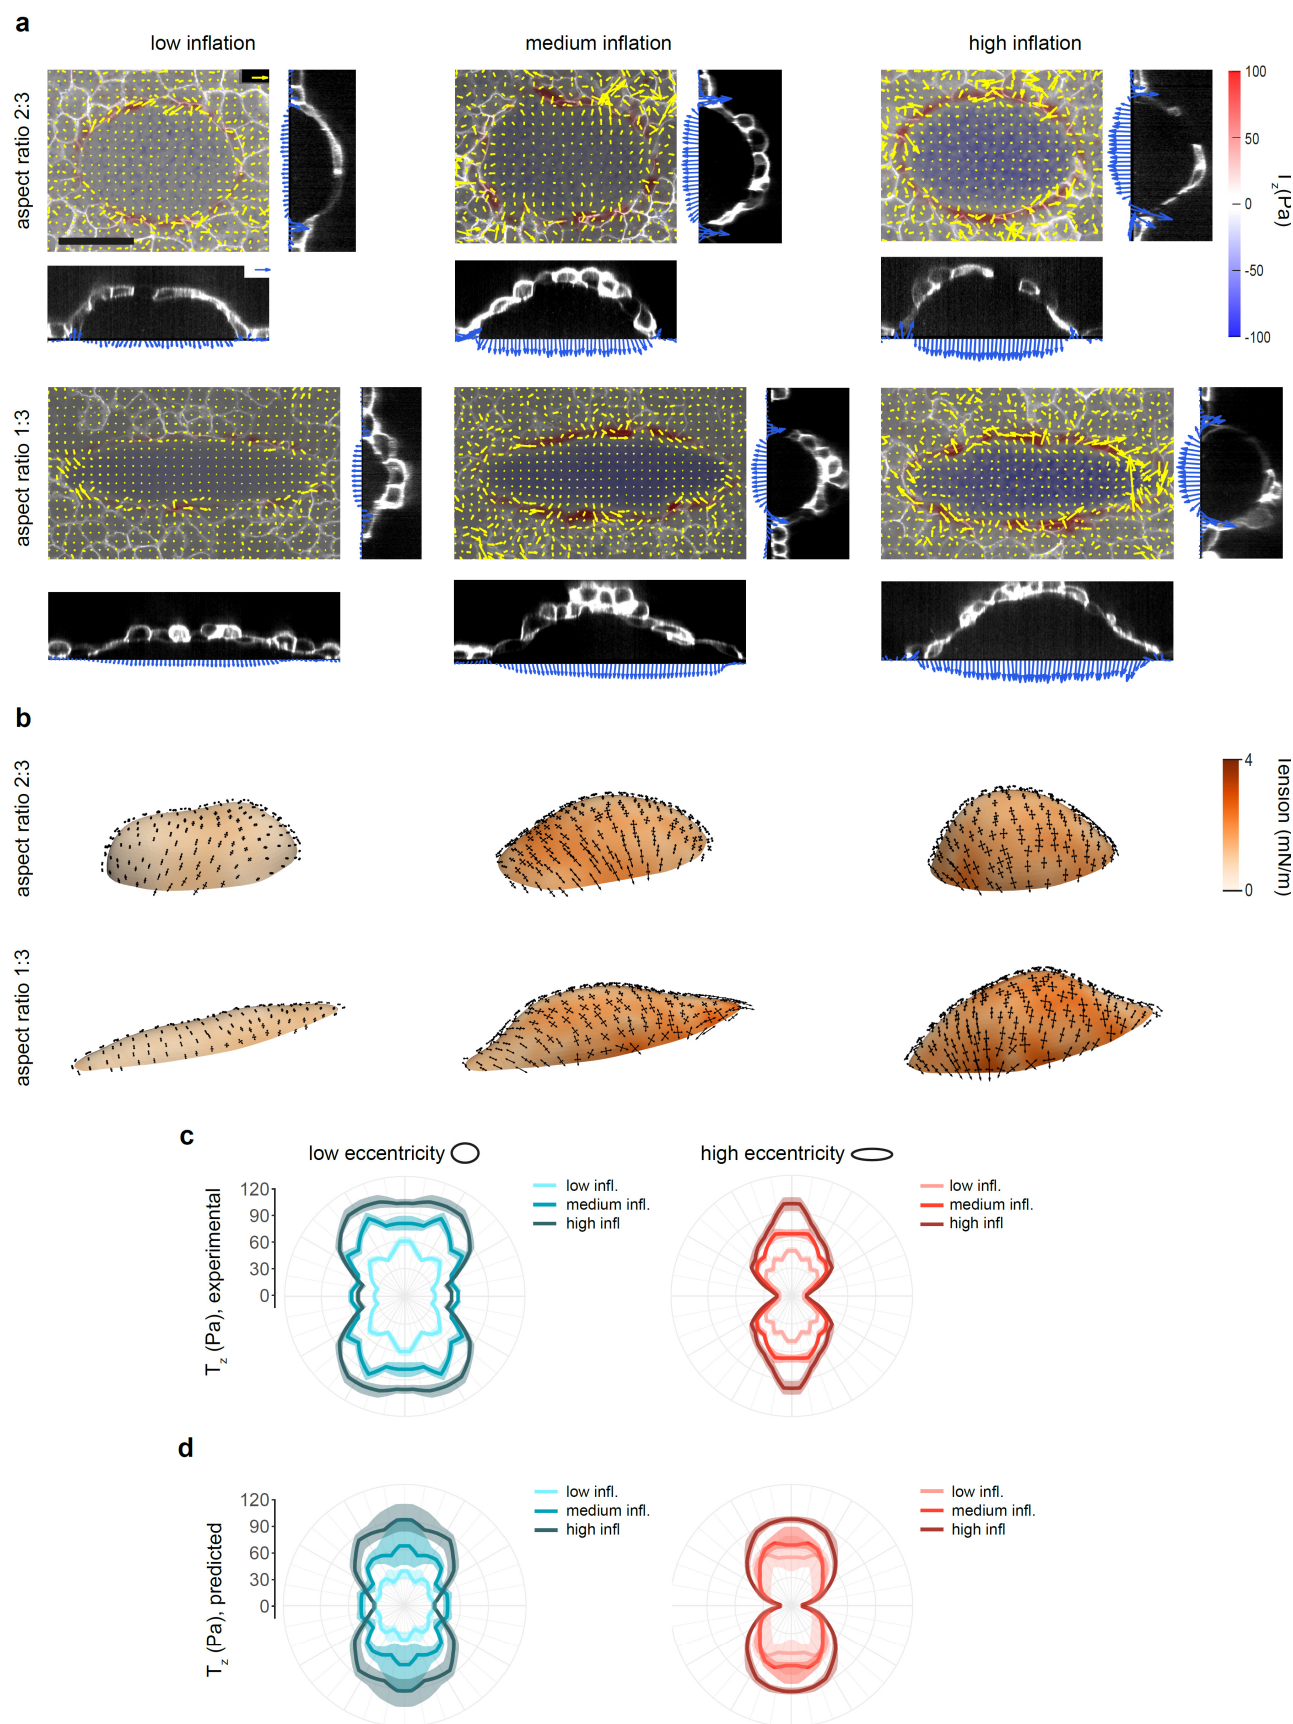 a
low inflation
medium inflation
high inflation
aspect ratio 2:3
100
50
0
-50
-100
(Pa)
aspect ratio 1:3
b
aspect ratio 2:3
4
0
(mN/m)
aspect ratio 1:3
c
low eccentricity
high eccentricity
T_z (Pa), experimental
120
90
60
30
0
low infl.
medium infl.
high infl
low infl.
medium infl.
high infl
d
T_z (Pa), predicted
120
90
60
30
0
low infl.
medium infl.
high infl
low infl.
medium infl.
high infl